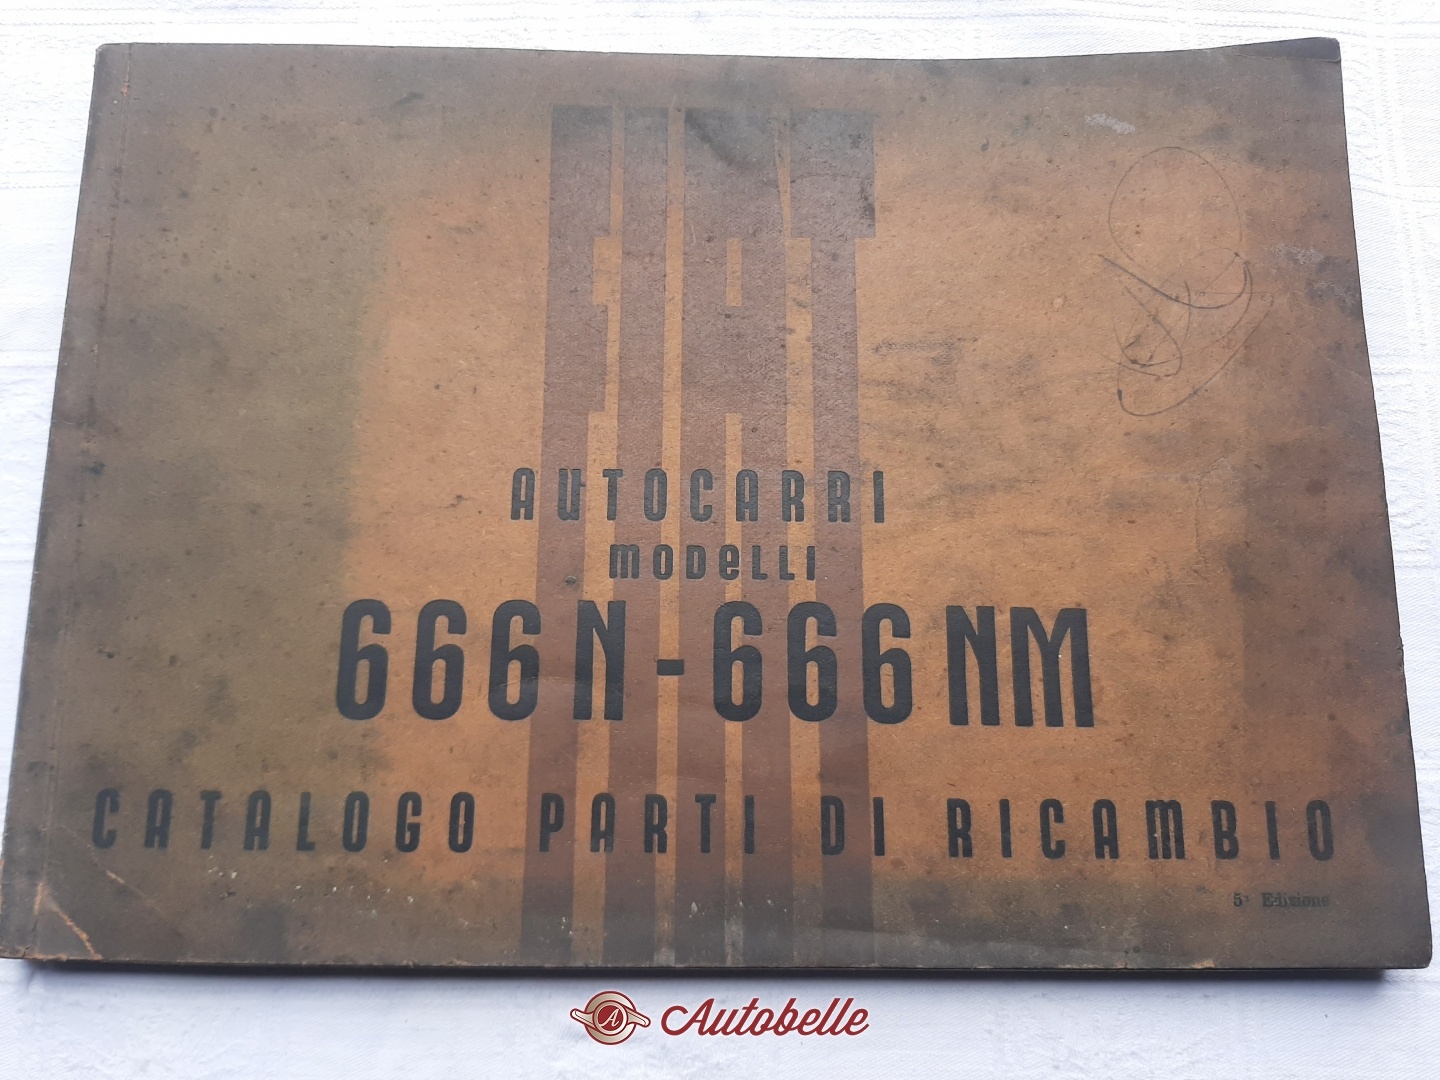 FIAT
AUTOCARRI
MODELLI
666N-666NM
CATALOGO PARTI DI RICAMBIO
5ª Edizione
A Autobelle